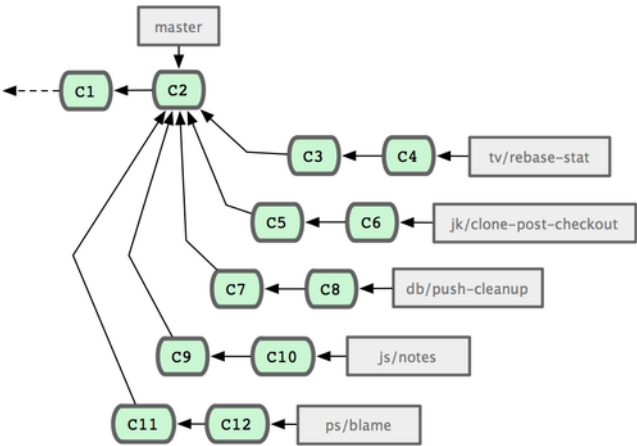 master
C1 C2
C3 C4 tv/rebase-stat
C5 C6 jk/clone-post-checkout
C7 C8 db/push-cleanup
C9 C10 js/notes
C11 C12 ps/blame